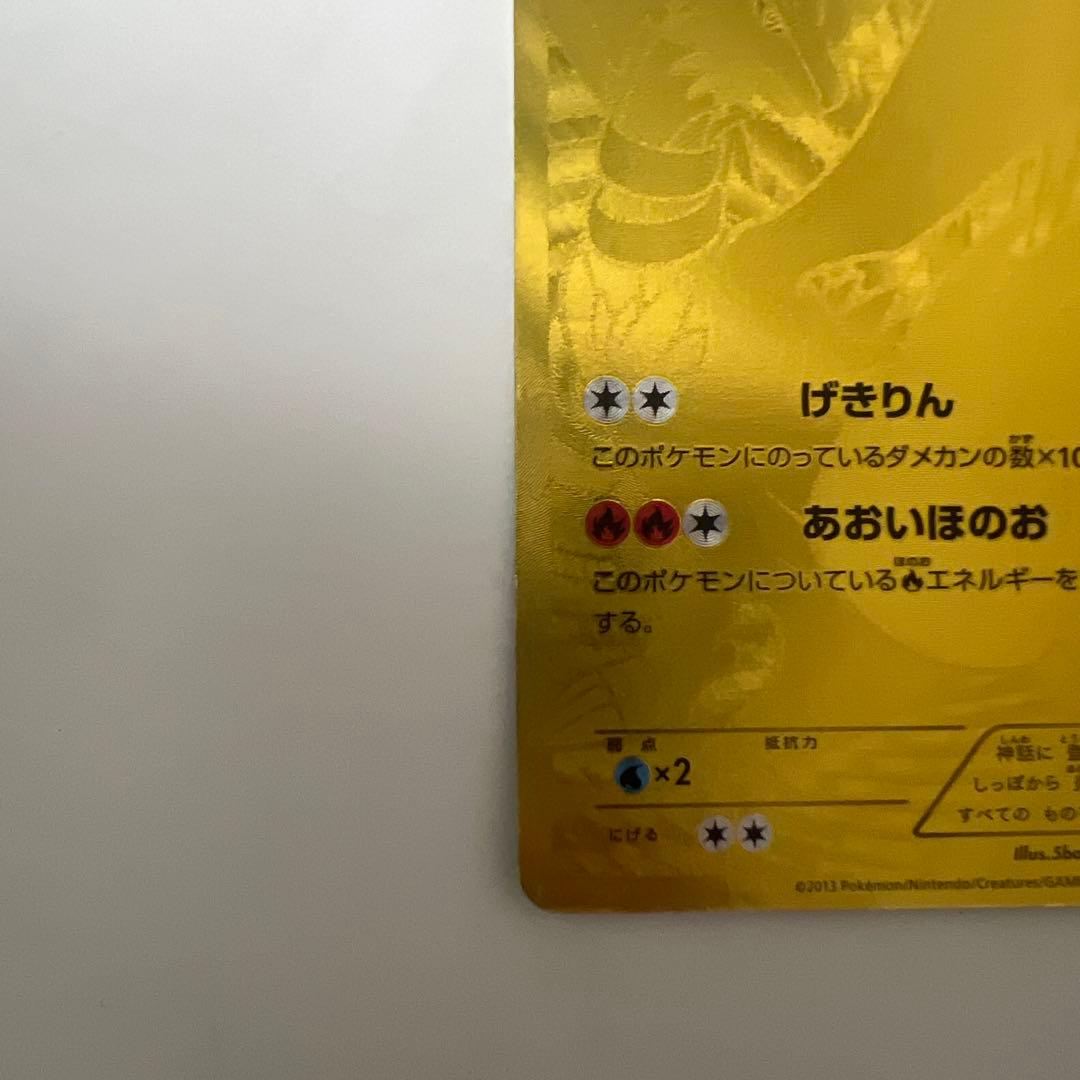 げきりん
このポケモンにのっているダメカンの数×10
あおいほのお
このポケモンについているエネルギーを
する。
弱点 抵抗力
×2
にげる
神話に
しっぽから
すべての もの
Illus. Sho
©2013 Pokémon/Nintendo/Creatures/GAME